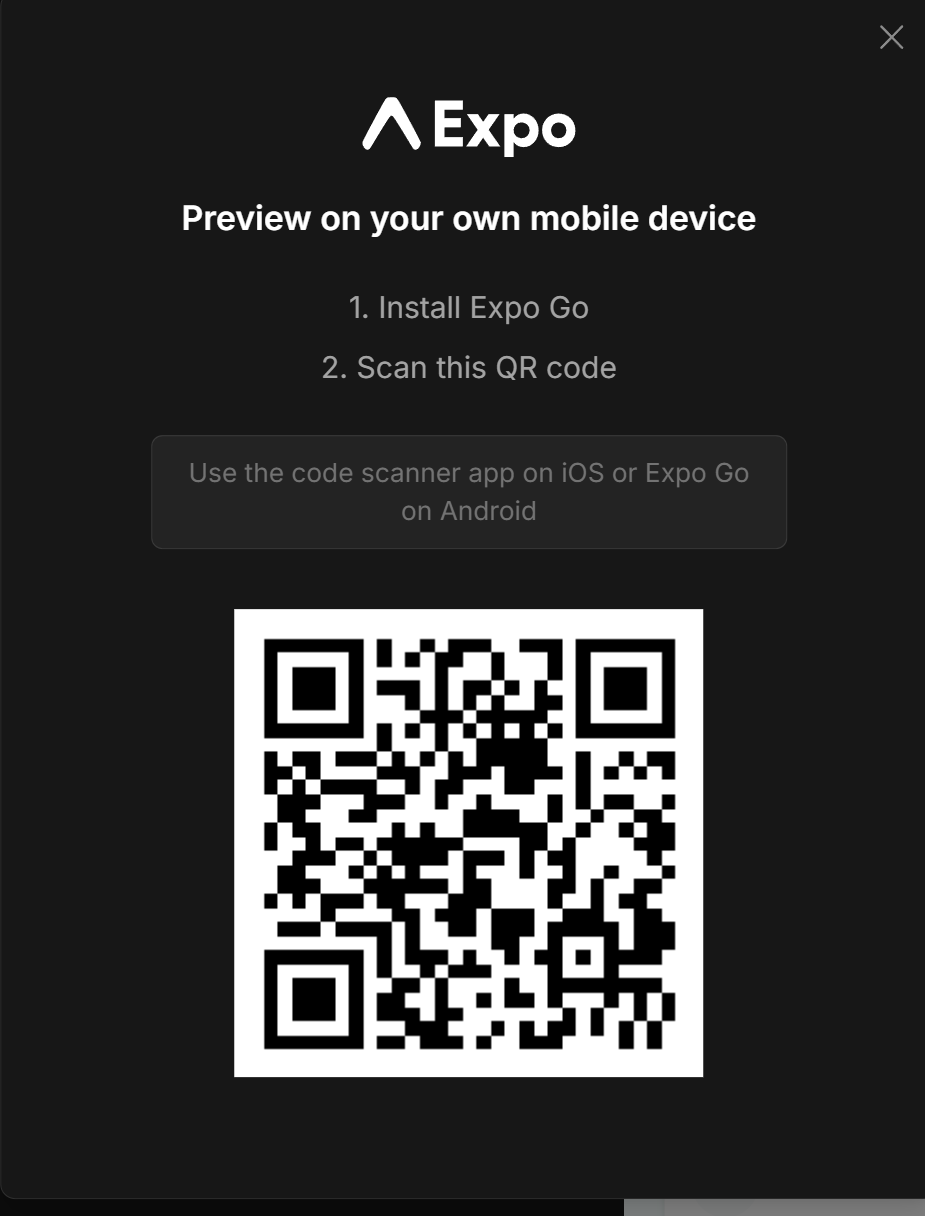 Expo
Preview on your own mobile device
1. Install Expo Go
2. Scan this QR code
Use the code scanner app on iOS or Expo Go
on Android